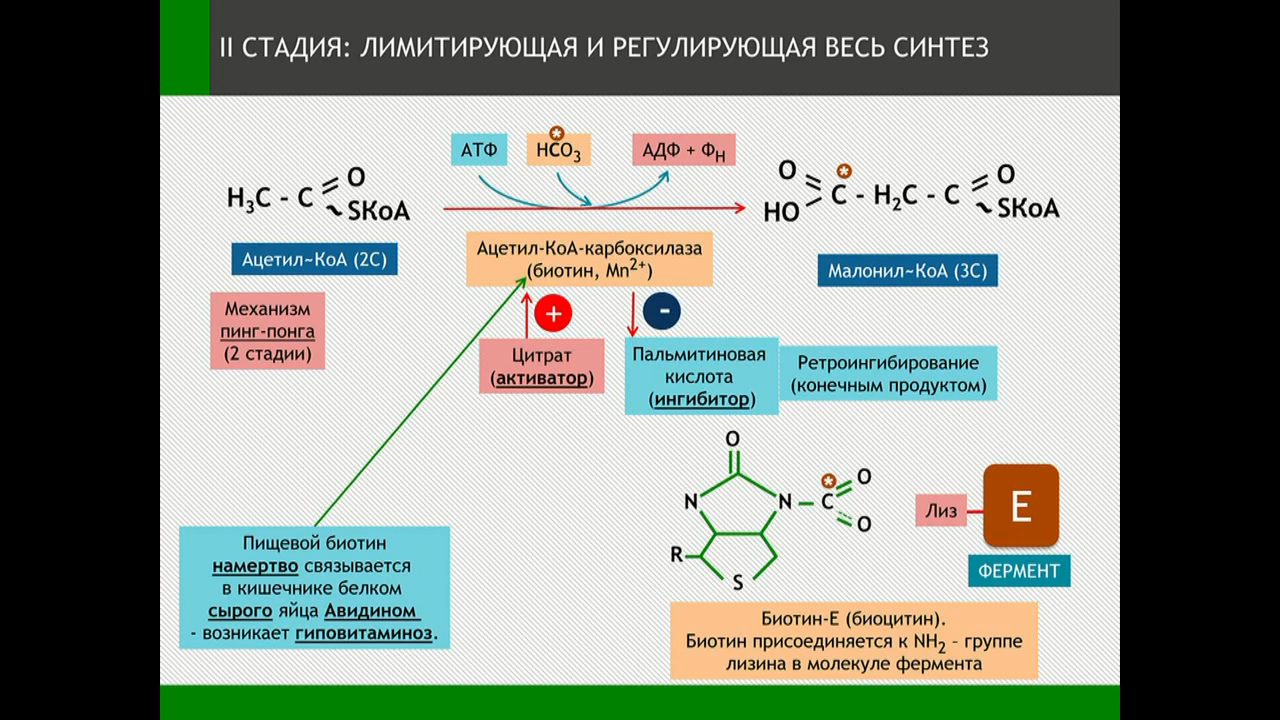 II СТАДИЯ: ЛИМИТИРУЮЩАЯ И РЕГУЛИРУЮЩАЯ ВЕСЬ СИНТЕЗ
АТФ
HCO3
*
АДФ + ФН
H3C - C
O
~SКоА
O
HO
*
C - H2C - C
O
~SКоА
Ацетил~КоА (2С)
Ацетил-КоА-карбоксилаза
(биотин, Mn2+)
Малонил~КоА (3С)
Механизм
пинг-понга
(2 стадии)
+
-
Цитрат
(активатор)
Пальмитиновая
кислота
(ингибитор)
Ретроингибирование
(конечным продуктом)
O
N
N - C
*
O
O
R
S
Лиз
E
ФЕРМЕНТ
Пищевой биотин
намертво связывается
в кишечнике белком
сырого яйца Авидином
- возникает гиповитаминоз.
Биотин-Е (биоцитин).
Биотин присоединяется к NH2 – группе
лизина в молекуле фермента